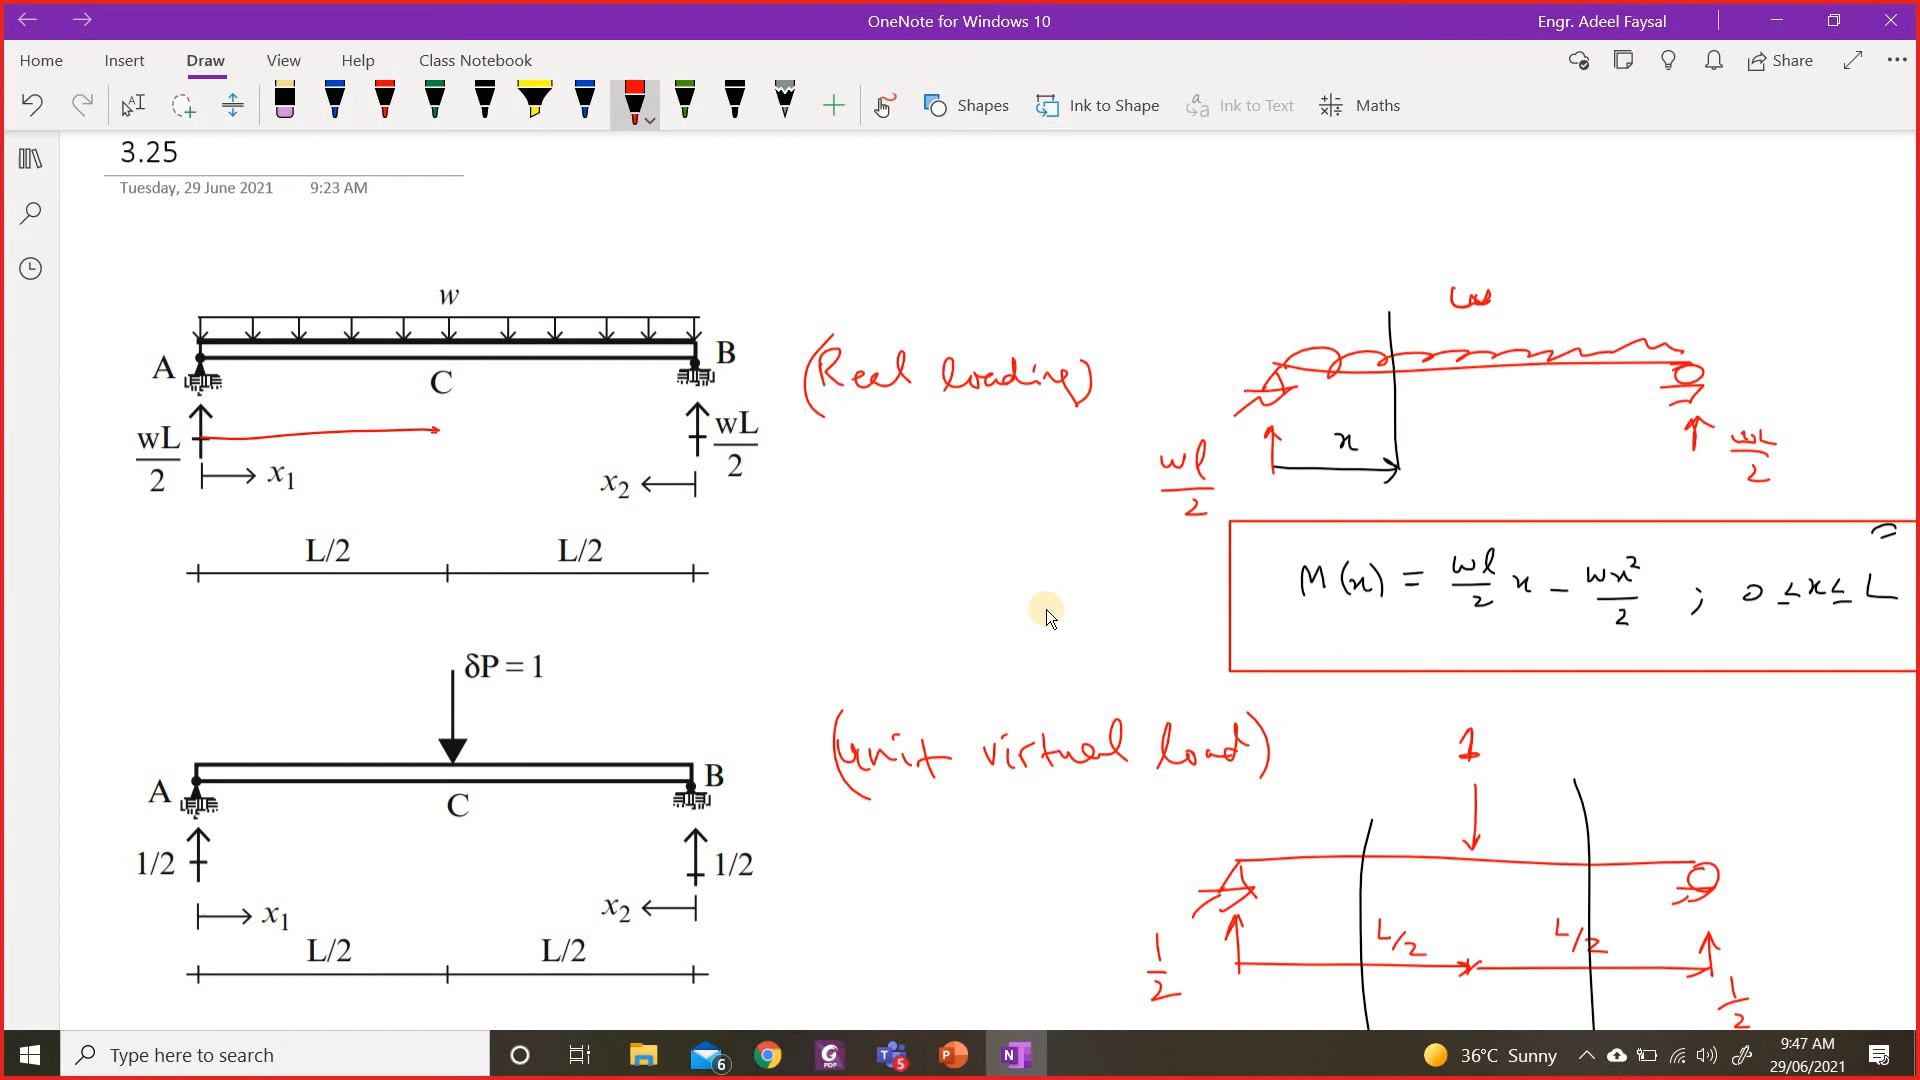 OneNote for Windows 10
Engr. Adeel Faysal
Home Insert Draw View Help Class Notebook
Share
Shapes Ink to Shape Ink to Text Maths
3.25
Tuesday, 29 June 2021 9:23 AM
w
A B
C
wL/2 wL/2
x1 x2
L/2 L/2
(Real loading)
w
x
wl/2 wL/2
M(x) = wl/2 x - wx²/2 ; 0 ≤ x ≤ L
δP = 1
A B
C
1/2 1/2
x1 x2
L/2 L/2
(unit virtual load)
1
L/2 L/2
1/2 1/2
Type here to search
6
5
36°C Sunny
9:47 AM
29/06/2021